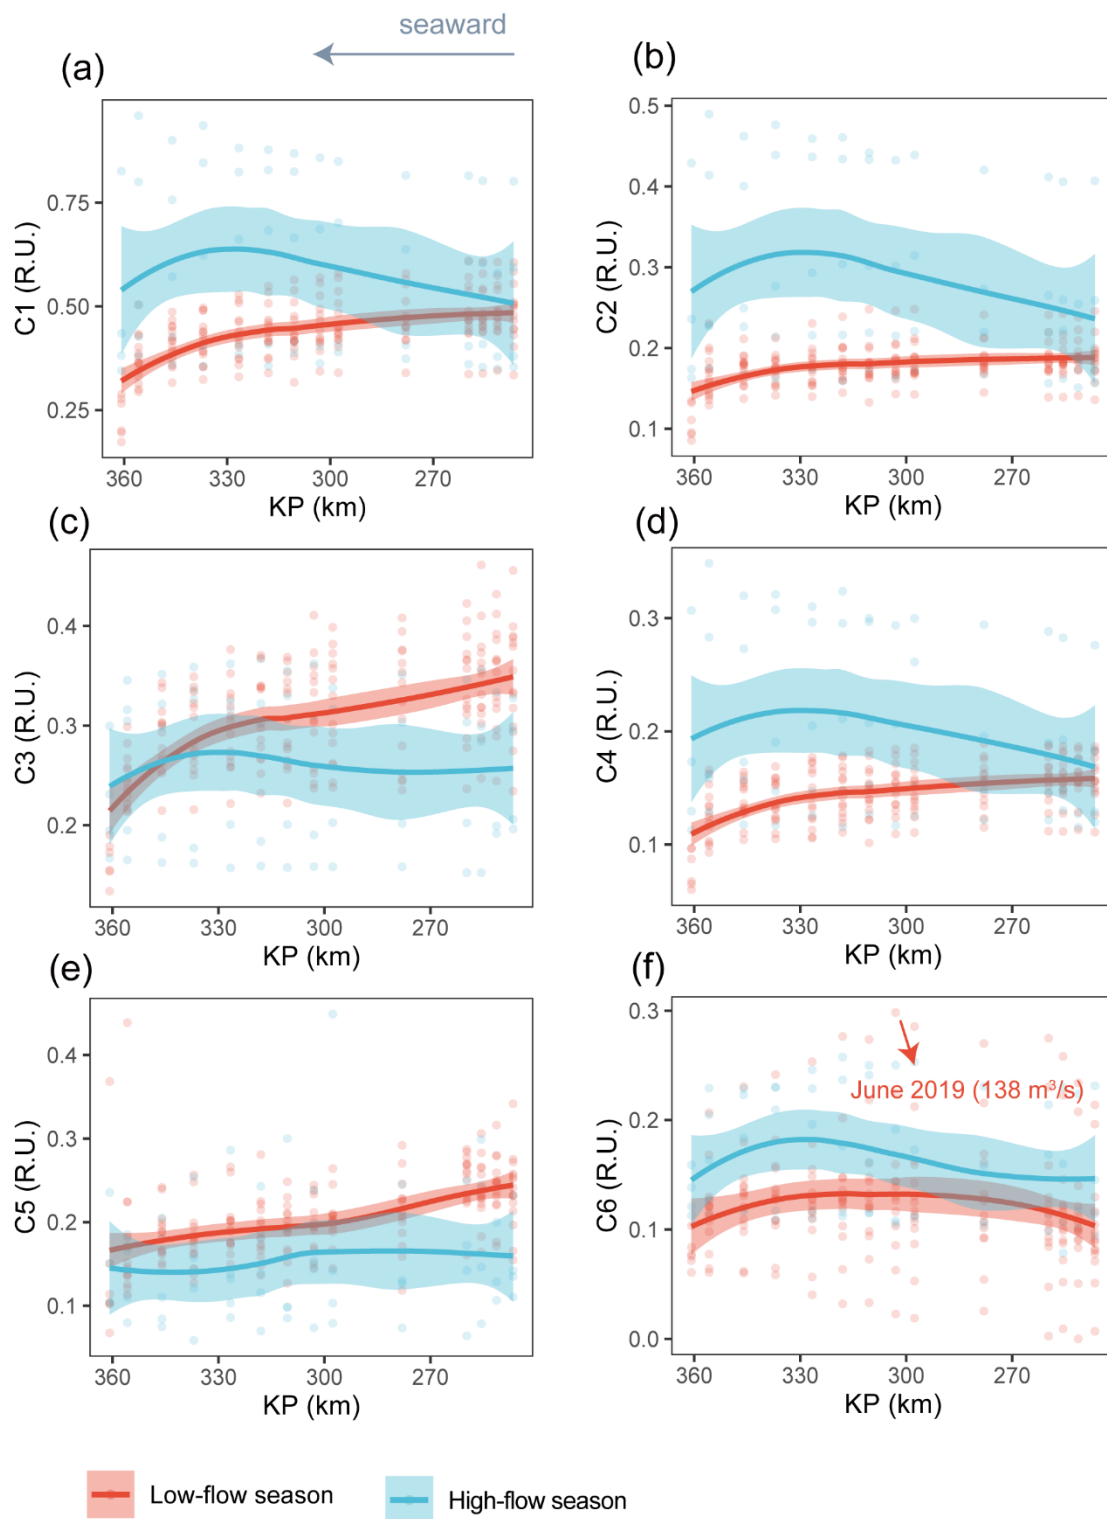 seaward
(a)
(b)
C1 (R.U.)
0.75
0.50
0.25
360
330
300
270
KP (km)
C2 (R.U.)
0.5
0.4
0.3
0.2
0.1
360
330
300
270
KP (km)
(c)
(d)
C3 (R.U.)
0.4
0.3
0.2
360
330
300
270
KP (km)
C4 (R.U.)
0.3
0.2
0.1
360
330
300
270
KP (km)
(e)
(f)
C5 (R.U.)
0.4
0.3
0.2
0.1
360
330
300
270
KP (km)
C6 (R.U.)
0.3
0.2
0.1
0.0
June 2019 (138 m³/s)
360
330
300
270
KP (km)
Low-flow season
High-flow season